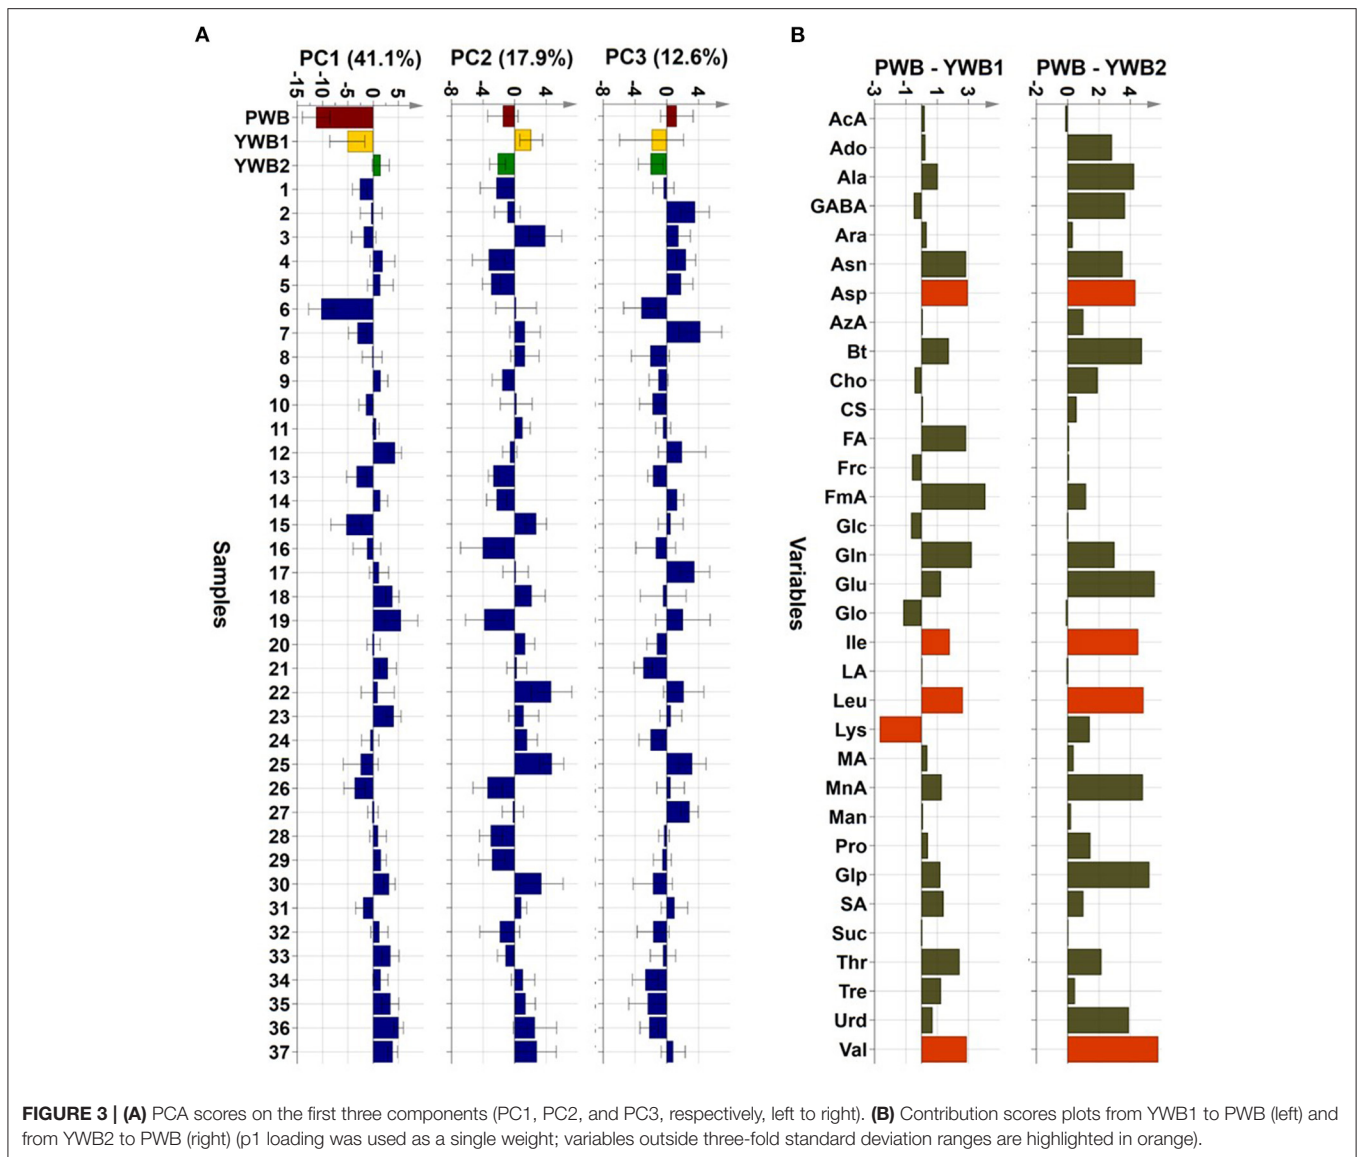 A
B
PC1 (41.1%)
PC2 (17.9%)
PC3 (12.6%)
PWB - YWB1
PWB - YWB2
-15 -10 -5 0 5
-8 -4 0 4
-8 -4 0 4
-3 -1 1 3
-2 0 2 4
Samples
PWB
YWB1
YWB2
1
2
3
4
5
6
7
8
9
10
11
12
13
14
15
16
17
18
19
20
21
22
23
24
25
26
27
28
29
30
31
32
33
34
35
36
37
Variables
AcA
Ado
Ala
GABA
Ara
Asn
Asp
AzA
Bt
Cho
CS
FA
Frc
FmA
Glc
Gln
Glu
Glo
Ile
LA
Leu
Lys
MA
MnA
Man
Pro
Glp
SA
Suc
Thr
Tre
Urd
Val
FIGURE 3 | (A) PCA scores on the first three components (PC1, PC2, and PC3, respectively, left to right). (B) Contribution scores plots from YWB1 to PWB (left) and
from YWB2 to PWB (right) (p1 loading was used as a single weight; variables outside three-fold standard deviation ranges are highlighted in orange).